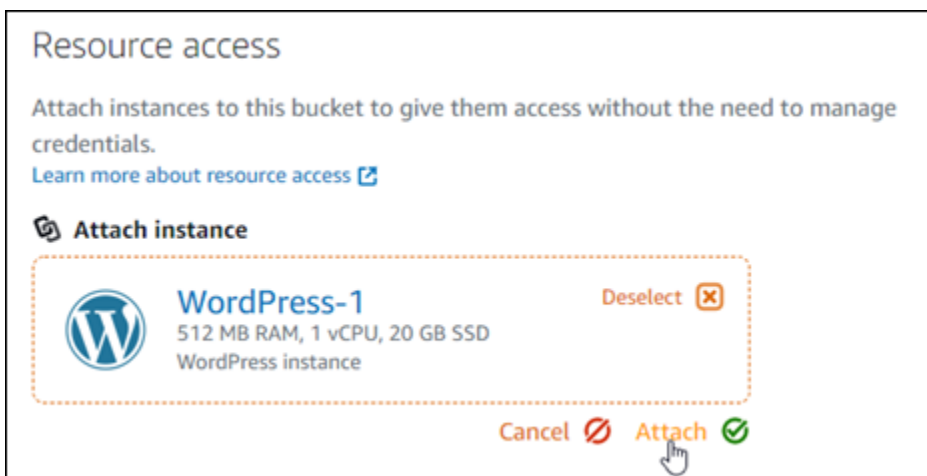 Resource access
Attach instances to this bucket to give them access without the need to manage
credentials.
Learn more about resource access
Attach instance
WordPress-1
Deselect
512 MB RAM, 1 vCPU, 20 GB SSD
WordPress instance
Cancel Attach